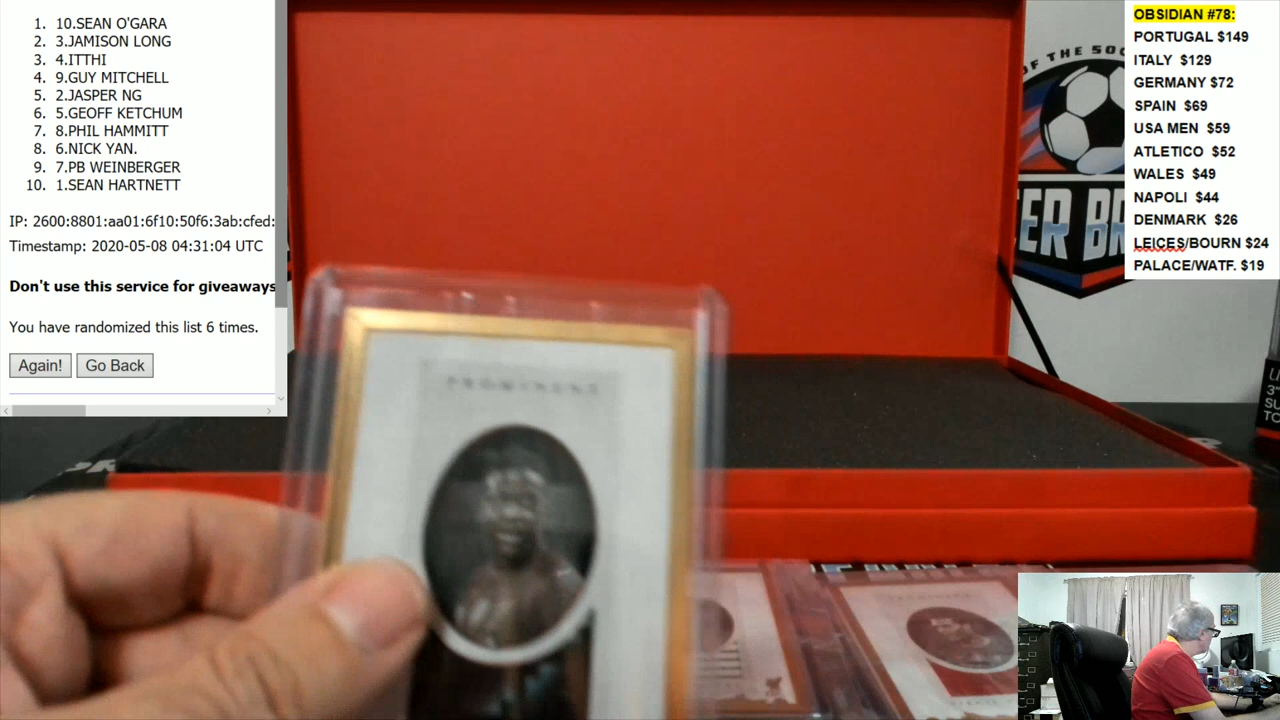 1. 10.SEAN O'GARA
2. 3.JAMISON LONG
3. 4.ITTHI
4. 9.GUY MITCHELL
5. 2.JASPER NG
6. 5.GEOFF KETCHUM
7. 8.PHIL HAMMITT
8. 6.NICK YAN.
9. 7.PB WEINBERGER
10. 1.SEAN HARTNETT
IP: 2600:8801:aa01:6f10:50f6:3ab:cfed:
Timestamp: 2020-05-08 04:31:04 UTC
Don't use this service for giveaways
You have randomized this list 6 times.
Again! Go Back
OBSIDIAN #78:
PORTUGAL $149
ITALY $129
GERMANY $72
SPAIN $69
USA MEN $59
ATLETICO $52
WALES $49
NAPOLI $44
DENMARK $26
LEICES/BOURN $24
PALACE/WATF. $19
OF THE SOC
ER BR
PROMINENT